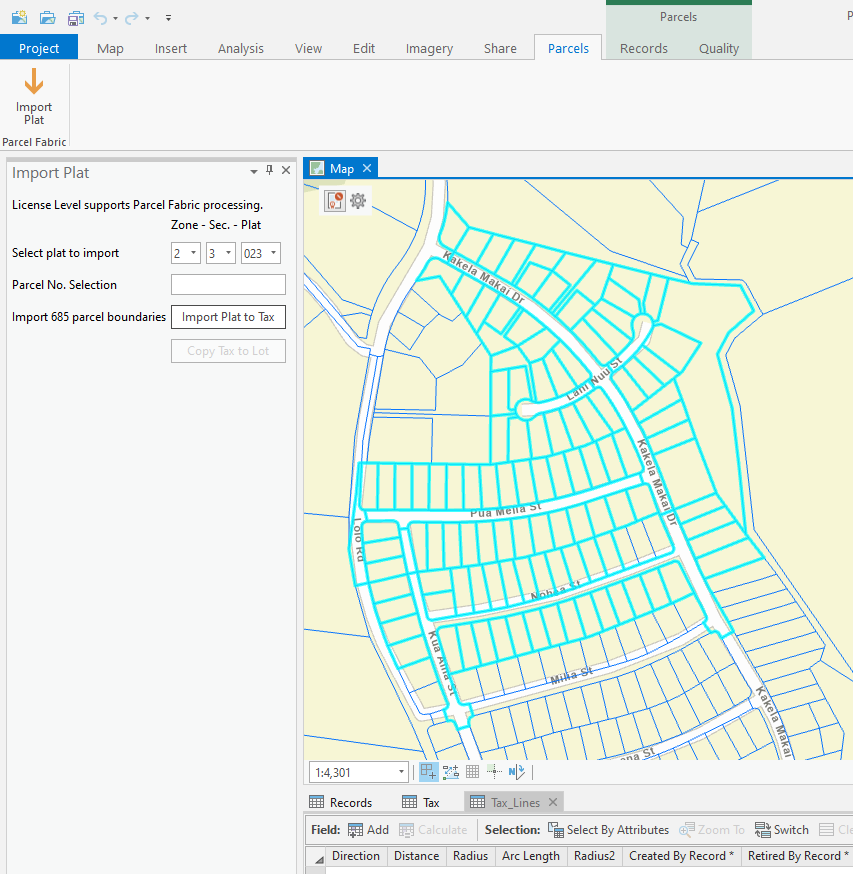 Parcels
P
Project Map Insert Analysis View Edit Imagery Share Parcels Records Quality
Import
Plat
Parcel Fabric
Import Plat
License Level supports Parcel Fabric processing.
Zone - Sec. - Plat
Select plat to import 2 3 023
Parcel No. Selection
Import 685 parcel boundaries Import Plat to Tax
Copy Tax to Lot
Map
Kakela Makai Dr
Lani Nuu St
Kakela Makai Dr
Pua Melia St
Lolo Rd
Nohea St
Kua Aina St
Milia St
Kakela Makai
ana St
1:4,301
Records Tax Tax_Lines
Field: Add Calculate Selection: Select By Attributes Zoom To Switch Cle
Direction Distance Radius Arc Length Radius2 Created By Record * Retired By Record *